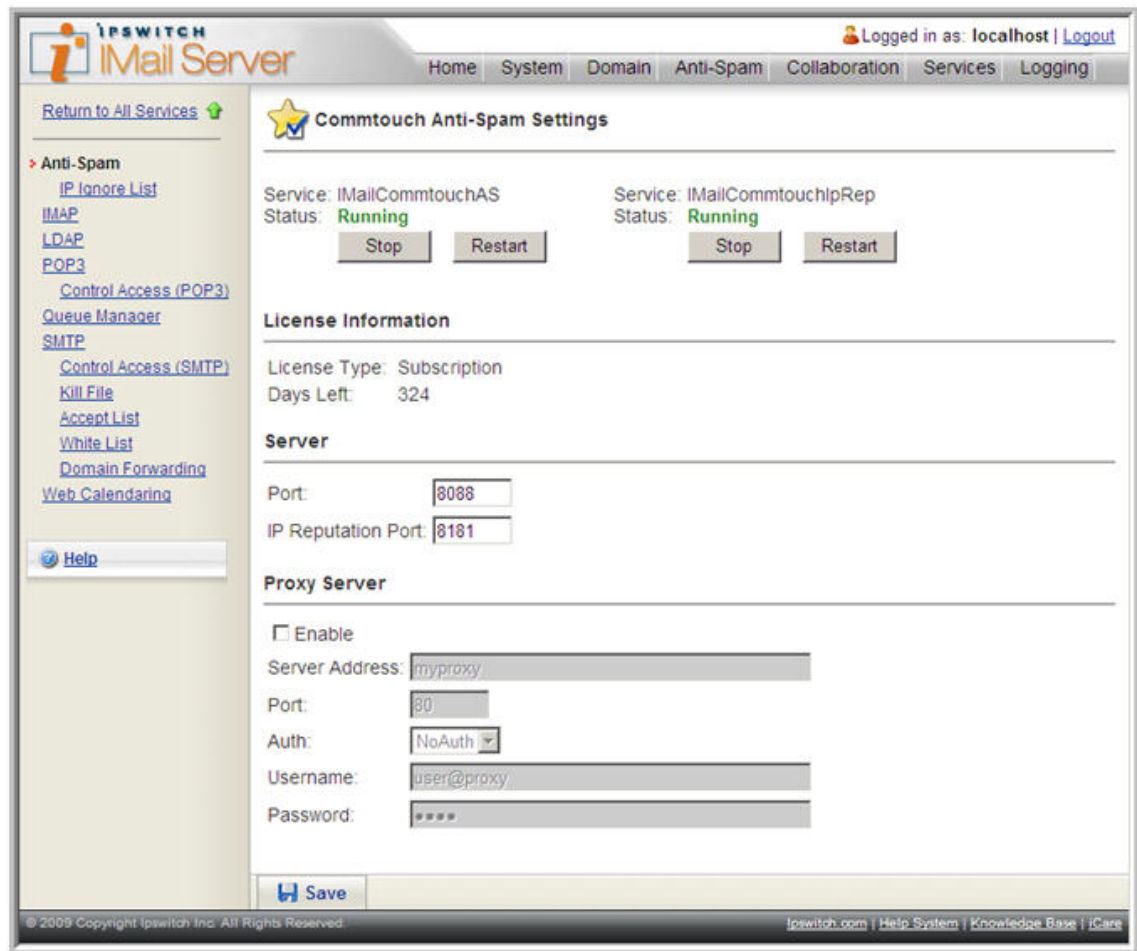 IPSWITCH
IMail Server
Logged in as: localhost | Logout
Home System Domain Anti-Spam Collaboration Services Logging
Return to All Services
Anti-Spam
IP Ignore List
IMAP
LDAP
POP3
Control Access (POP3)
Queue Manager
SMTP
Control Access (SMTP)
Kill File
Accept List
White List
Domain Forwarding
Web Calendaring
Help
Commtouch Anti-Spam Settings
Service: IMailCommtouchAS
Status: Running
Stop Restart
Service: IMailCommtouchIpRep
Status: Running
Stop Restart
License Information
License Type: Subscription
Days Left: 324
Server
Port: 8088
IP Reputation Port: 8181
Proxy Server
Enable
Server Address: myproxy
Port: 80
Auth: NoAuth
Username: user@proxy
Password: ••••
Save
© 2009 Copyright Ipswitch Inc. All Rights Reserved.
Ipswitch.com | Help System | Knowledge Base | iCare